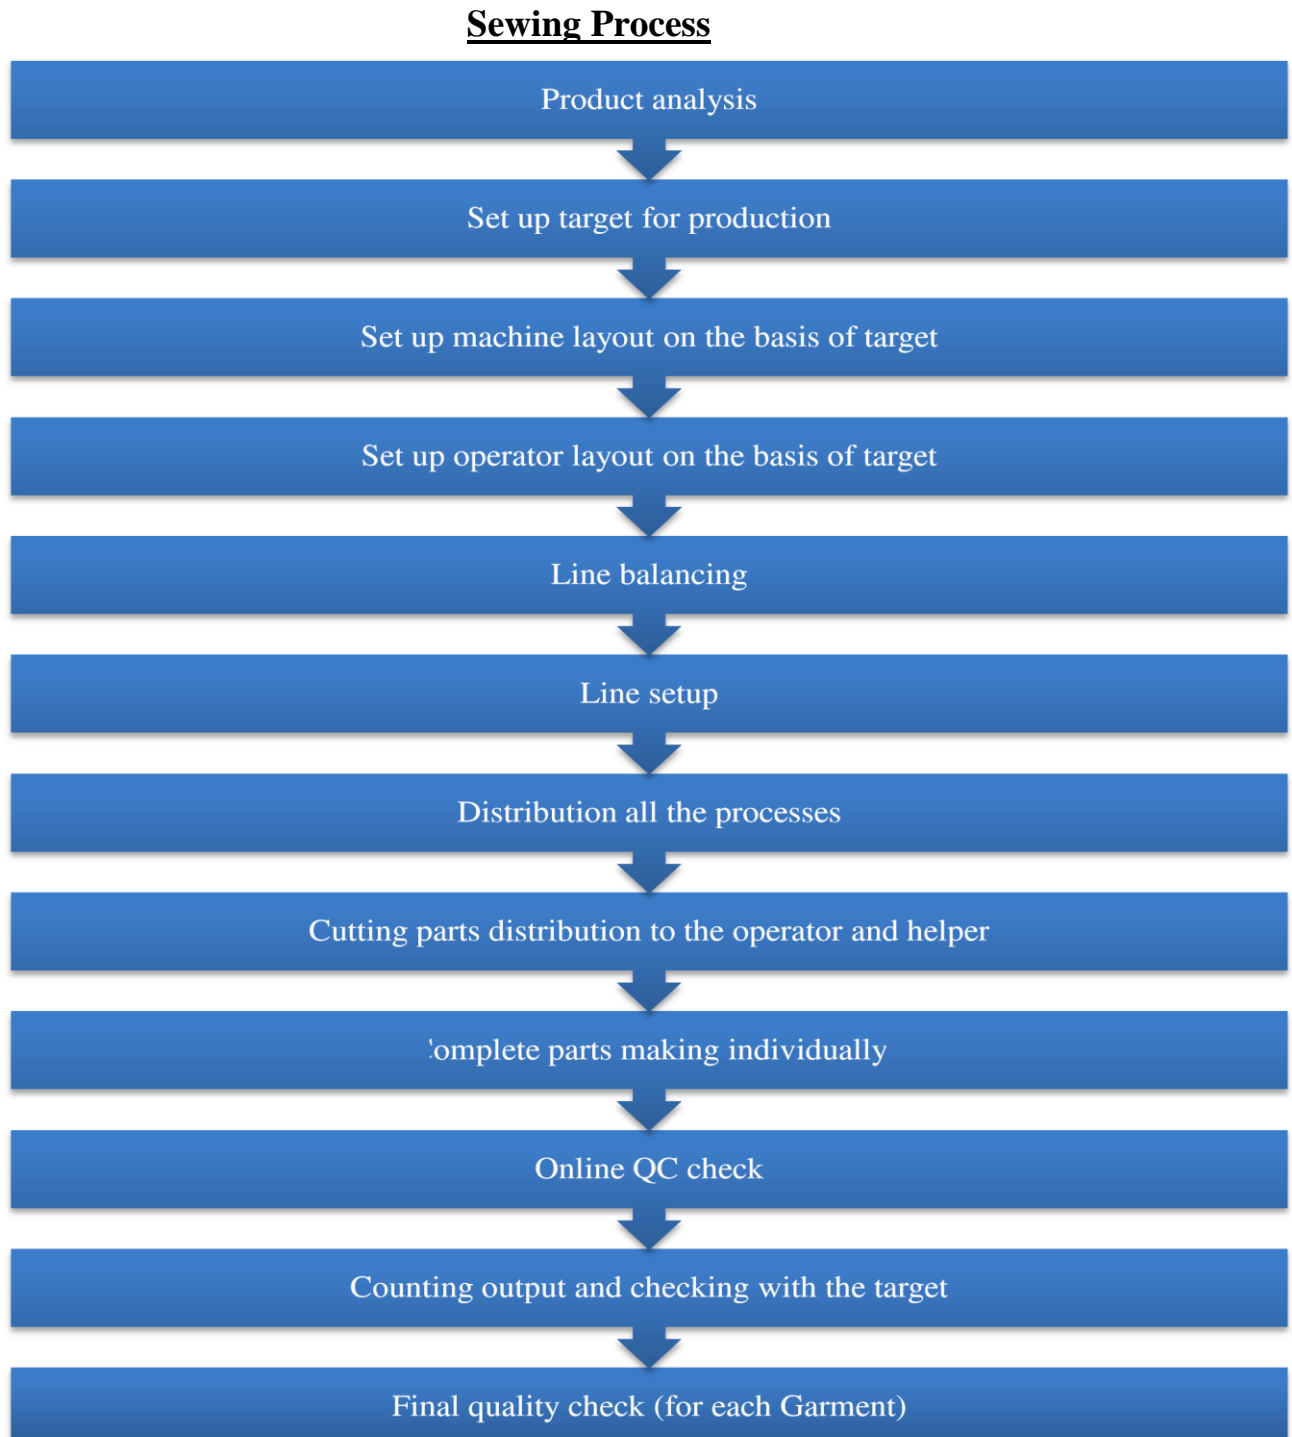 Sewing Process
Product analysis
Set up target for production
Set up machine layout on the basis of target
Set up operator layout on the basis of target
Line balancing
Line setup
Distribution all the processes
Cutting parts distribution to the operator and helper
Complete parts making individually
Online QC check
Counting output and checking with the target
Final quality check (for each Garment)